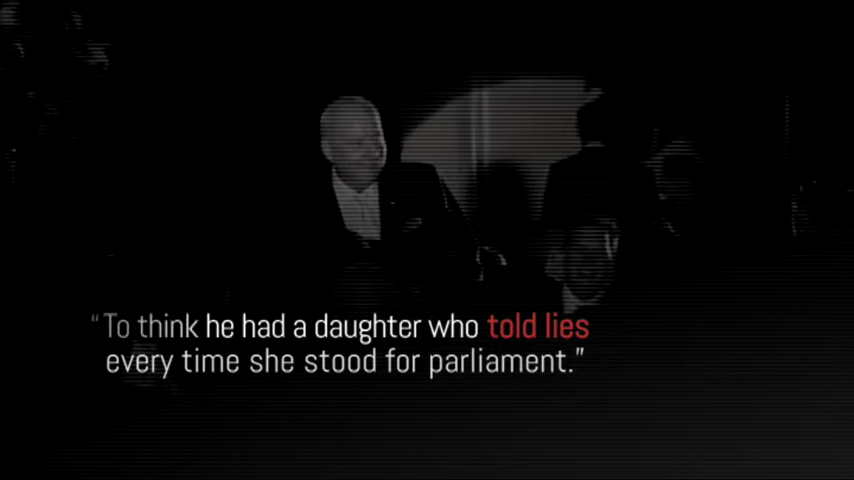 “To think he had a daughter who told lies
every time she stood for parliament.”